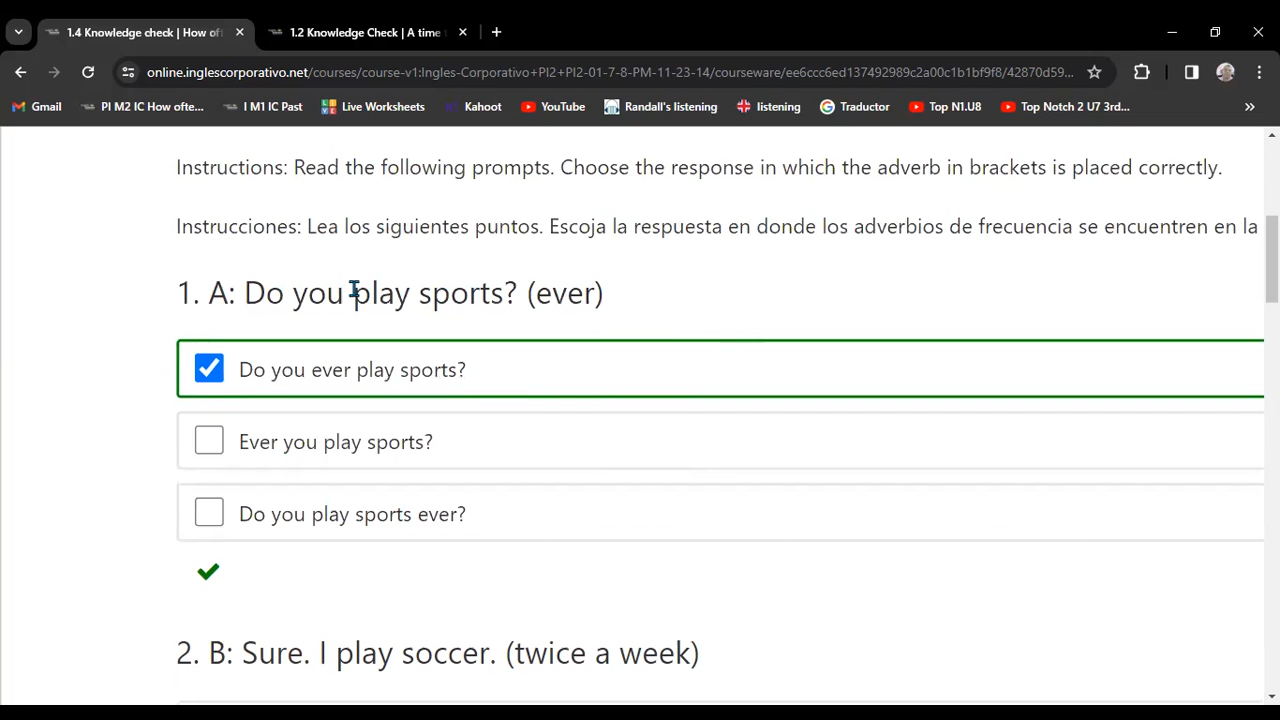 1.4 Knowledge check | How of
1.2 Knowledge Check | A time
online.inglescorporativo.net/courses/course-v1:Ingles-Corporativo+PI2+PI2-01-7-8-PM-11-23-14/courseware/ee6ccc6ed137492989c2a00c1b1bf9f8/42870d59...
Gmail
PI M2 IC How ofte...
I M1 IC Past
Live Worksheets
Kahoot
YouTube
Randall's listening
listening
Traductor
Top N1.U8
Top Notch 2 U7 3rd...
Instructions: Read the following prompts. Choose the response in which the adverb in brackets is placed correctly.
Instrucciones: Lea los siguientes puntos. Escoja la respuesta en donde los adverbios de frecuencia se encuentren en la
1. A: Do you play sports? (ever)
Do you ever play sports?
Ever you play sports?
Do you play sports ever?
2. B: Sure. I play soccer. (twice a week)